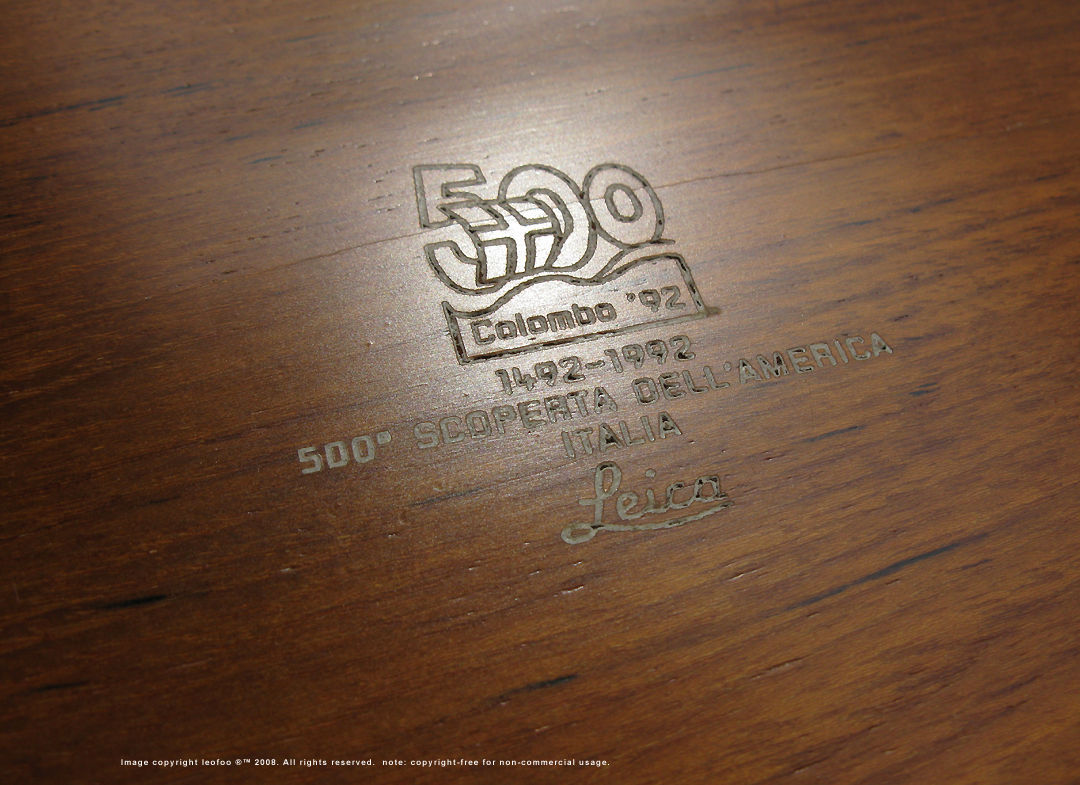 500
Colombo '92
1492-1992
500° SCOPERTA DELL'AMERICA
ITALIA
Leica
Image copyright leofoo ®™ 2008. All rights reserved. note: copyright-free for non-commercial usage.